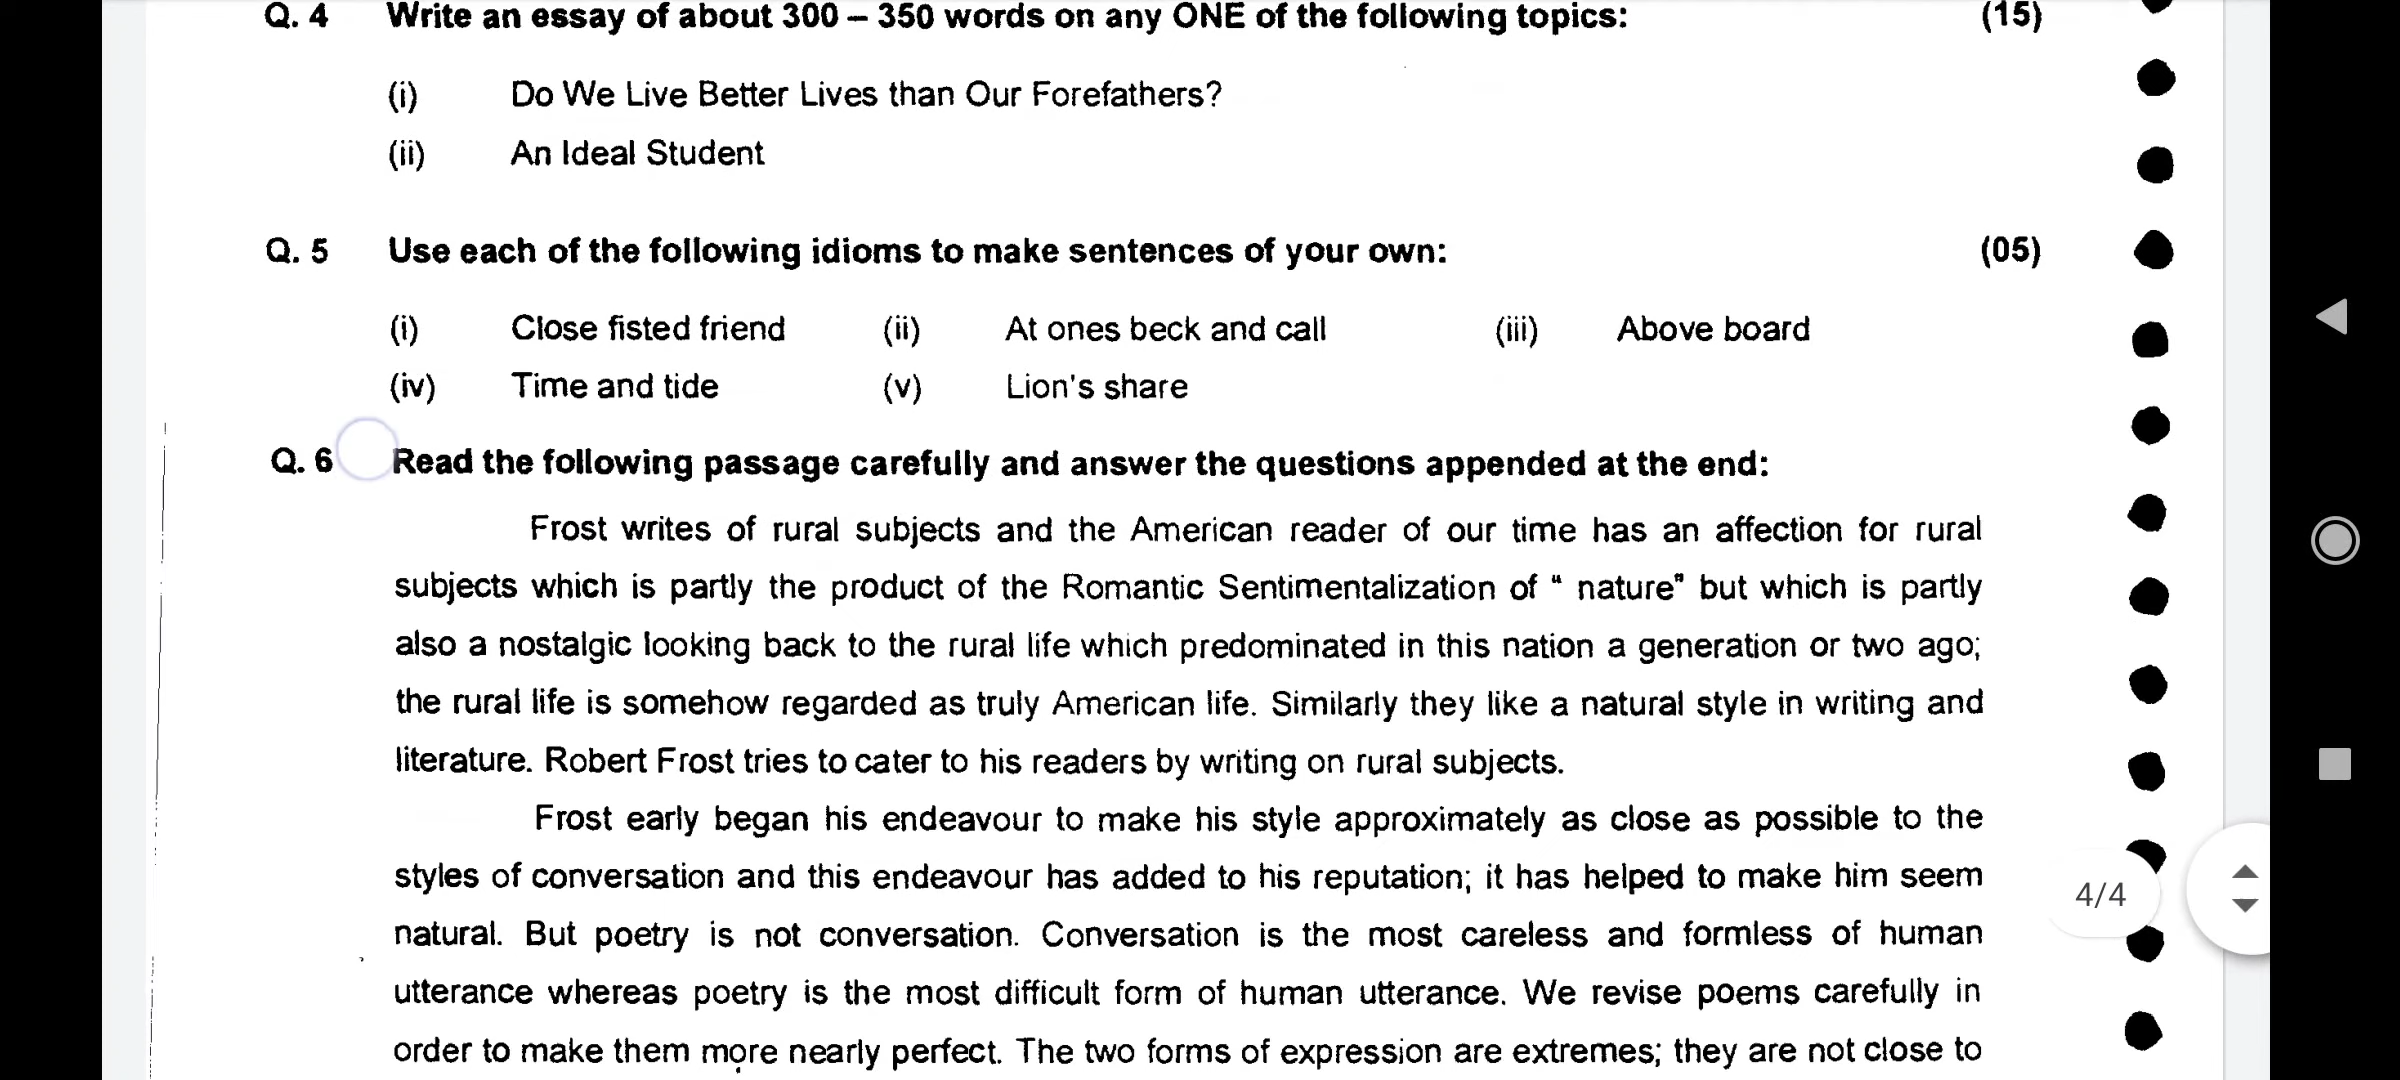 Q. 4 Write an essay of about 300 – 350 words on any ONE of the following topics: (15)
(i) Do We Live Better Lives than Our Forefathers?
(ii) An Ideal Student
Q. 5 Use each of the following idioms to make sentences of your own: (05)
(i) Close fisted friend (ii) At ones beck and call (iii) Above board
(iv) Time and tide (v) Lion's share
Q. 6 Read the following passage carefully and answer the questions appended at the end:
Frost writes of rural subjects and the American reader of our time has an affection for rural
subjects which is partly the product of the Romantic Sentimentalization of “ nature” but which is partly
also a nostalgic looking back to the rural life which predominated in this nation a generation or two ago;
the rural life is somehow regarded as truly American life. Similarly they like a natural style in writing and
literature. Robert Frost tries to cater to his readers by writing on rural subjects.
Frost early began his endeavour to make his style approximately as close as possible to the
styles of conversation and this endeavour has added to his reputation; it has helped to make him seem
natural. But poetry is not conversation. Conversation is the most careless and formless of human
utterance whereas poetry is the most difficult form of human utterance. We revise poems carefully in
order to make them more nearly perfect. The two forms of expression are extremes; they are not close to
4/4